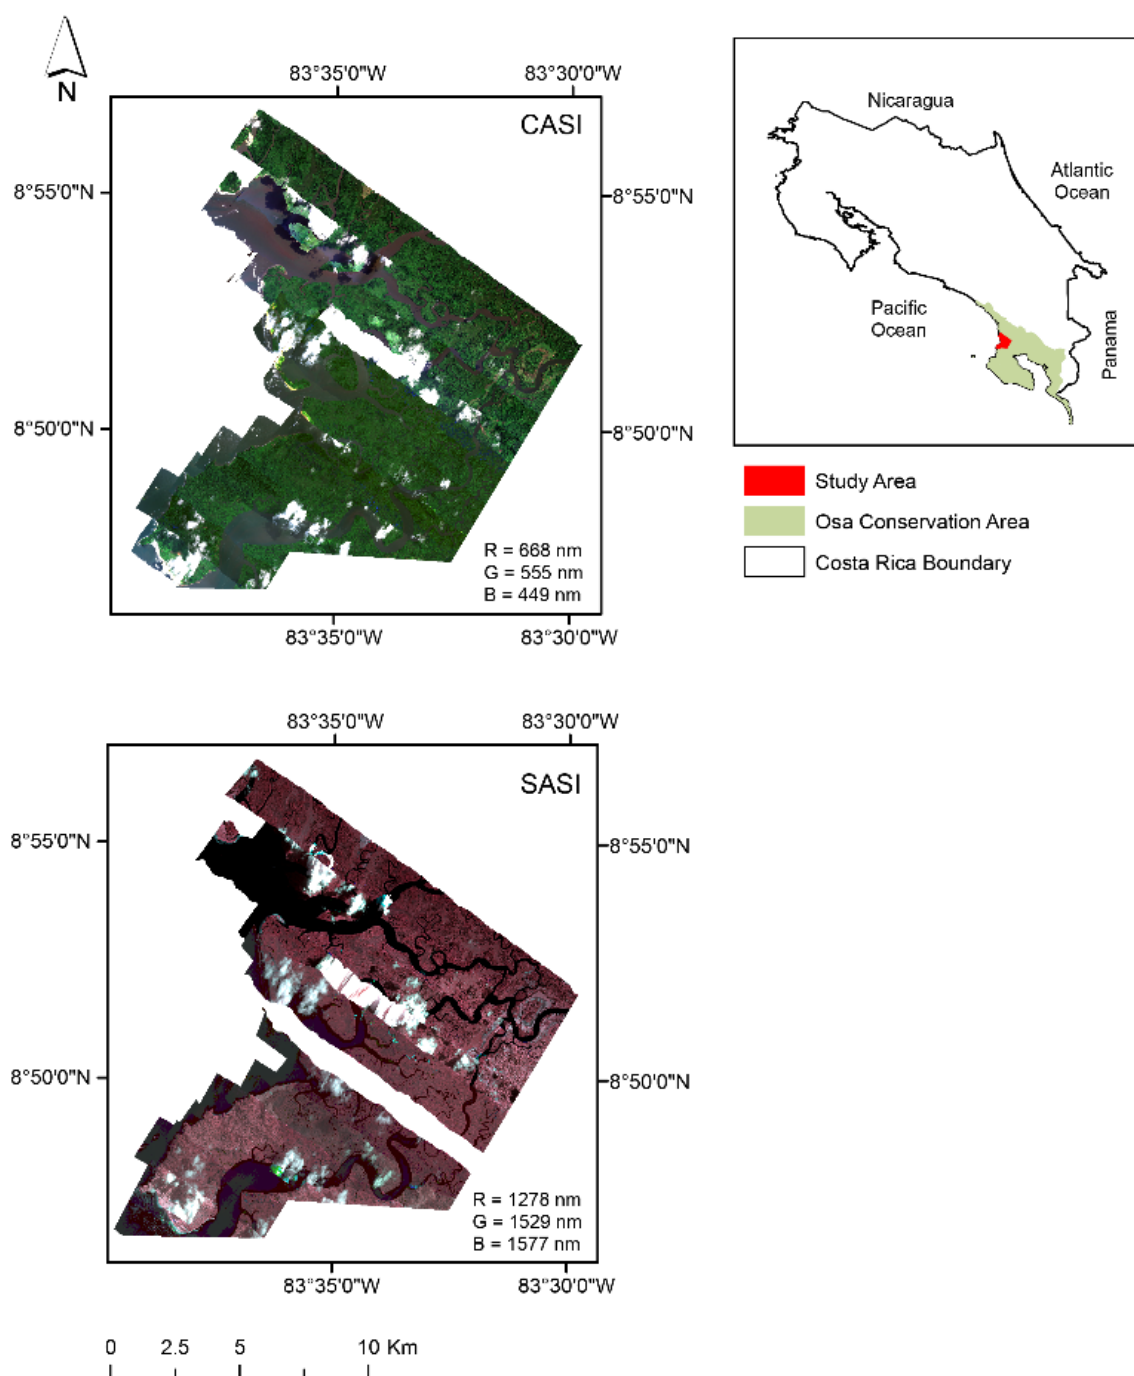 N
83°35'0"W
83°30'0"W
CASI
8°55'0"N
8°55'0"N
8°50'0"N
8°50'0"N
R = 668 nm
G = 555 nm
B = 449 nm
83°35'0"W
83°30'0"W
Nicaragua
Atlantic
Ocean
Pacific
Ocean
Panama
Study Area
Osa Conservation Area
Costa Rica Boundary
83°35'0"W
83°30'0"W
SASI
8°55'0"N
8°55'0"N
8°50'0"N
8°50'0"N
R = 1278 nm
G = 1529 nm
B = 1577 nm
83°35'0"W
83°30'0"W
0 2.5 5 10 Km